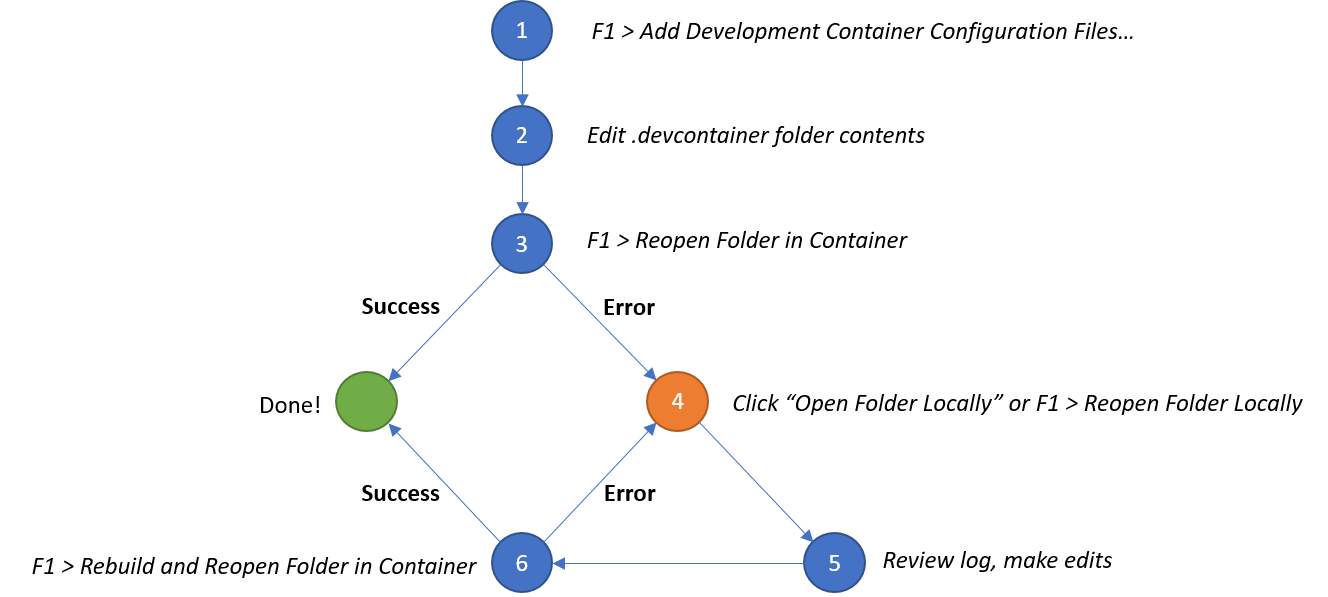 1
F1 > Add Development Container Configuration Files…
2
Edit .devcontainer folder contents
3
F1 > Reopen Folder in Container
Success
Error
Done!
4
Click “Open Folder Locally” or F1 > Reopen Folder Locally
Success
Error
F1 > Rebuild and Reopen Folder in Container
6
5
Review log, make edits